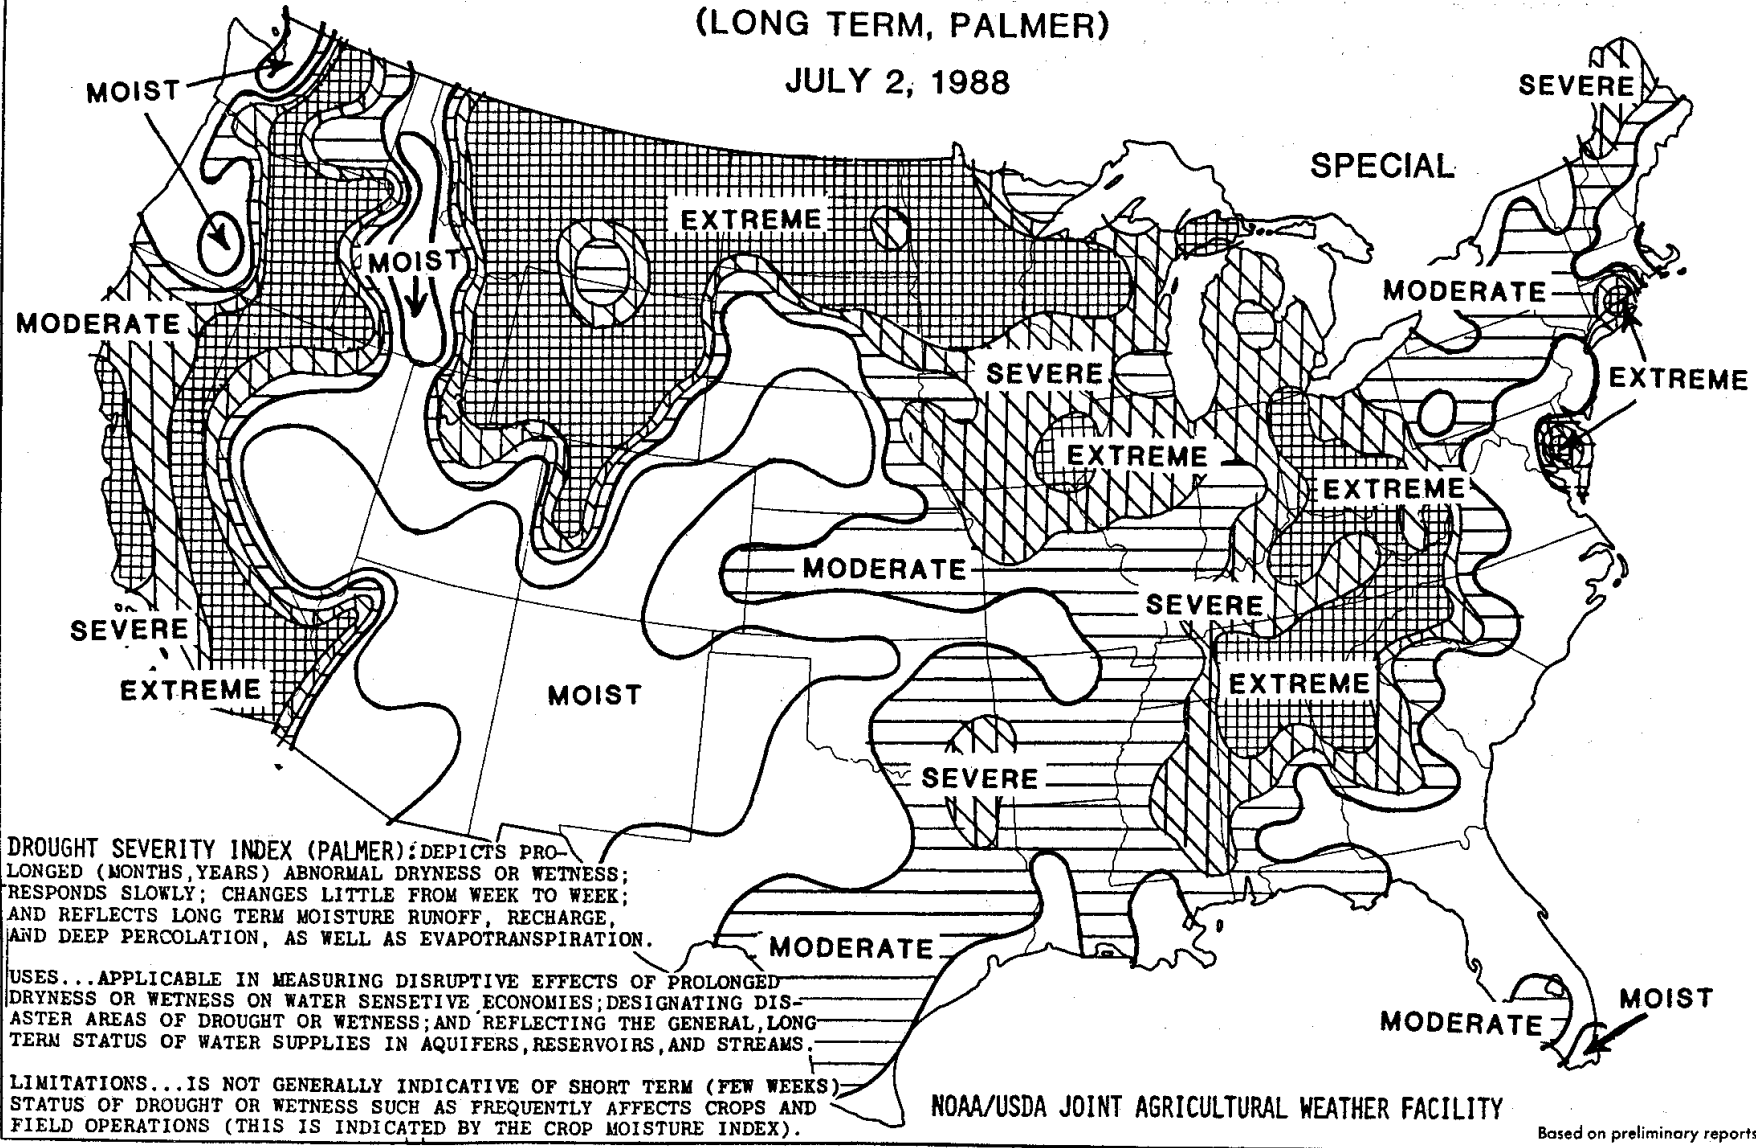 (LONG TERM, PALMER)
JULY 2, 1988
MOIST
SEVERE
SPECIAL
EXTREME
MOIST
MODERATE
MODERATE
SEVERE
EXTREME
EXTREME
EXTREME
MODERATE
SEVERE
SEVERE
EXTREME
EXTREME
MOIST
SEVERE
DROUGHT SEVERITY INDEX (PALMER): DEPICTS PRO-
LONGED (MONTHS,YEARS) ABNORMAL DRYNESS OR WETNESS;
RESPONDS SLOWLY; CHANGES LITTLE FROM WEEK TO WEEK;
AND REFLECTS LONG TERM MOISTURE RUNOFF, RECHARGE,
AND DEEP PERCOLATION, AS WELL AS EVAPOTRANSPIRATION.
MODERATE
USES...APPLICABLE IN MEASURING DISRUPTIVE EFFECTS OF PROLONGED
DRYNESS OR WETNESS ON WATER SENSETIVE ECONOMIES;DESIGNATING DIS-
ASTER AREAS OF DROUGHT OR WETNESS;AND REFLECTING THE GENERAL,LONG
TERM STATUS OF WATER SUPPLIES IN AQUIFERS,RESERVOIRS,AND STREAMS.
MOIST
MODERATE
LIMITATIONS...IS NOT GENERALLY INDICATIVE OF SHORT TERM (FEW WEEKS)
STATUS OF DROUGHT OR WETNESS SUCH AS FREQUENTLY AFFECTS CROPS AND
FIELD OPERATIONS (THIS IS INDICATED BY THE CROP MOISTURE INDEX).
NOAA/USDA JOINT AGRICULTURAL WEATHER FACILITY
Based on preliminary reports